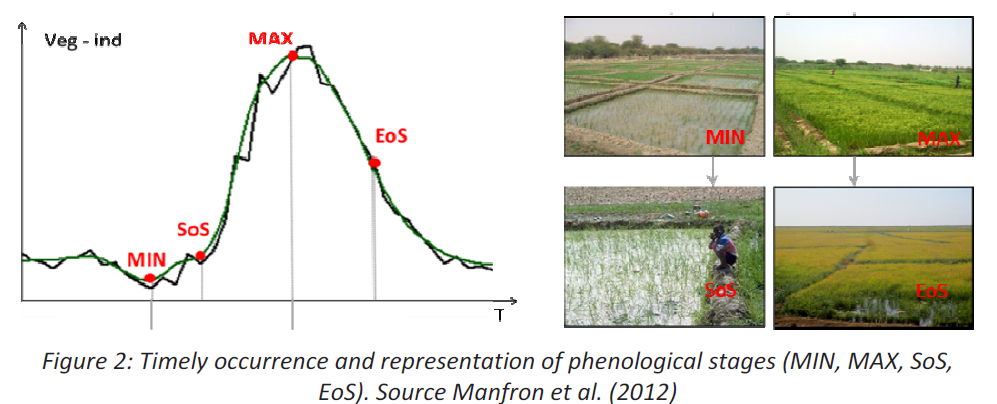 Veg - ind
MAX
EoS
SoS
MIN
T
MIN
MAX
SoS
EoS
Figure 2: Timely occurrence and representation of phenological stages (MIN, MAX, SoS,
EoS). Source Manfron et al. (2012)